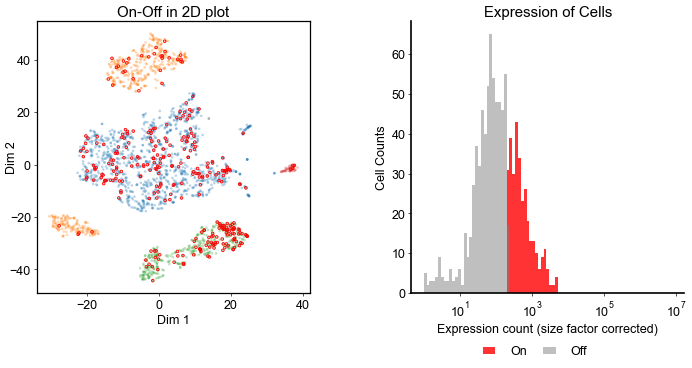 On-Off in 2D plot
40
20
0
−20
−40
Dim 2
−20
0
20
40
Dim 1
Expression of Cells
60
50
40
30
20
10
0
Cell Counts
10^1
10^3
10^5
10^7
Expression count (size factor corrected)
On
Off